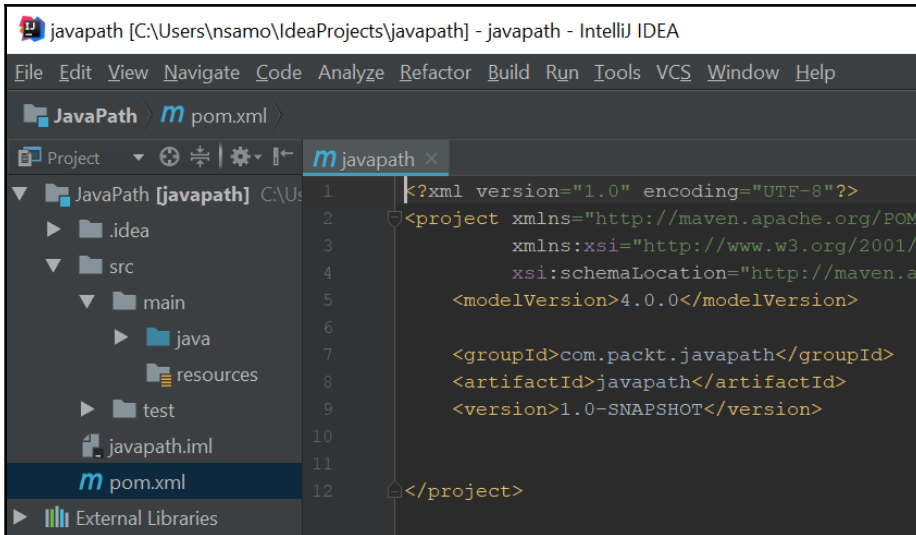 javapath [C:\Users\nsamo\IdeaProjects\javapath] - javapath - IntelliJ IDEA
File Edit View Navigate Code Analyze Refactor Build Run Tools VCS Window Help
JavaPath m pom.xml
Project
m javapath
JavaPath [javapath] C:\Us
.idea
src
main
java
resources
test
javapath.iml
m pom.xml
External Libraries
1 <?xml version="1.0" encoding="UTF-8"?>
2 <project xmlns="http://maven.apache.org/POM
3 xmlns:xsi="http://www.w3.org/2001/
4 xsi:schemaLocation="http://maven.a
5 <modelVersion>4.0.0</modelVersion>
6
7 <groupId>com.packt.javapath</groupId>
8 <artifactId>javapath</artifactId>
9 <version>1.0-SNAPSHOT</version>
10
11
12 </project>